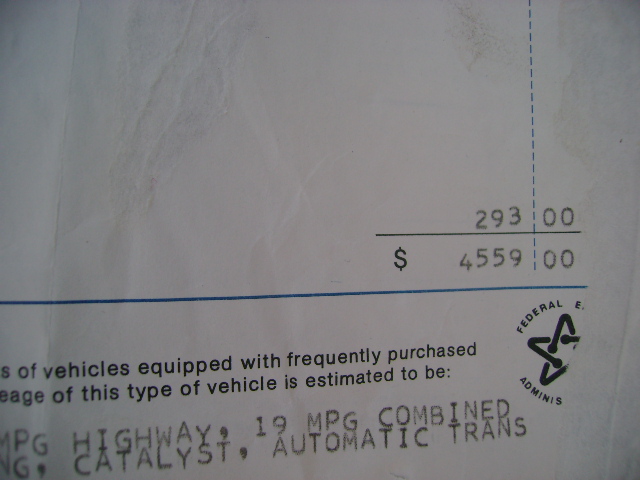 293 00
$ 4559 00
FEDERAL E.
s of vehicles equipped with frequently purchased
eage of this type of vehicle is estimated to be:
ADMINIS
MPG HIGHWAY, 19 MPG COMBINED
NG, CATALYST, AUTOMATIC TRANS